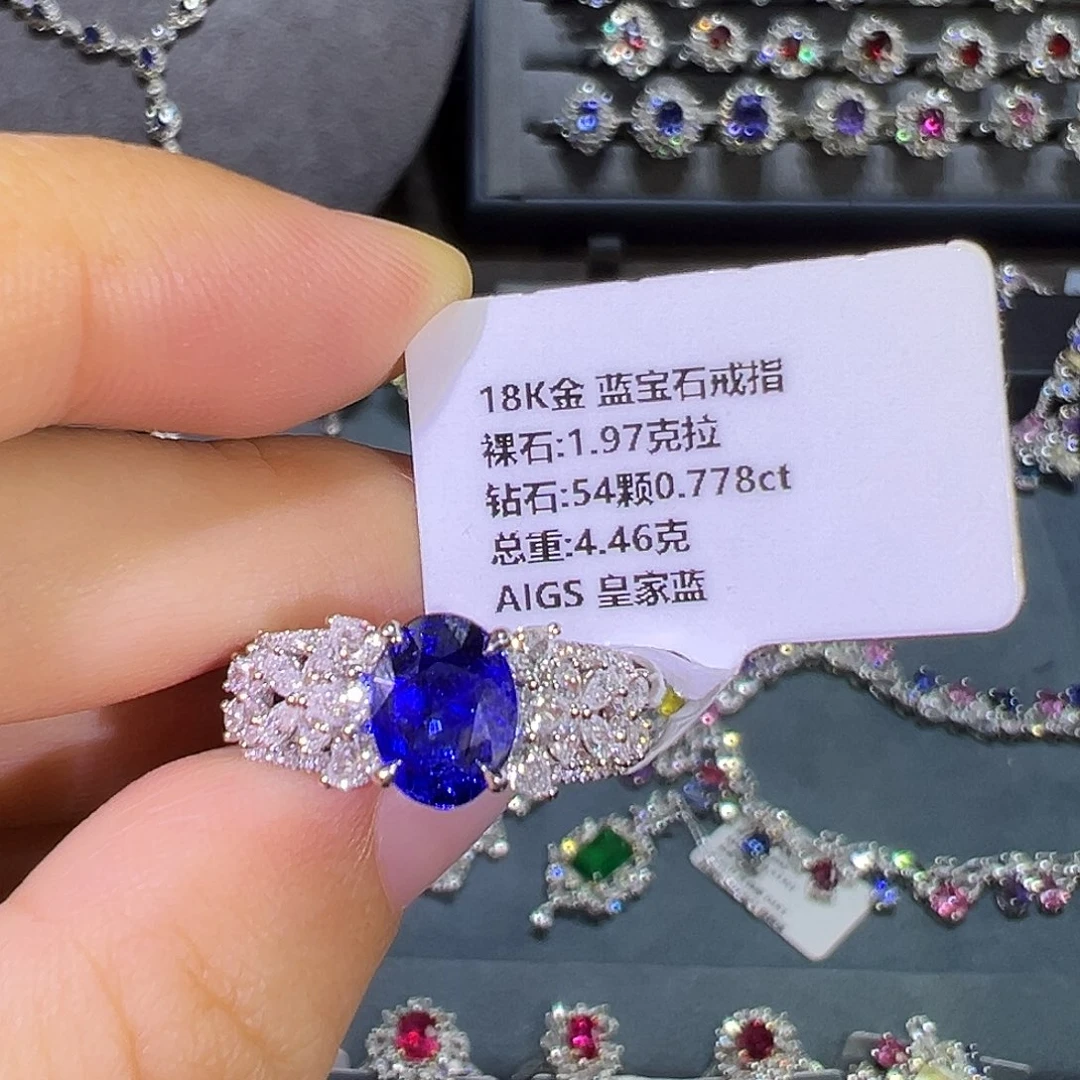 18K金 蓝宝石戒指
裸石:1.97克拉
钻石:54颗0.778ct
总重:4.46克
AIGS 皇家蓝